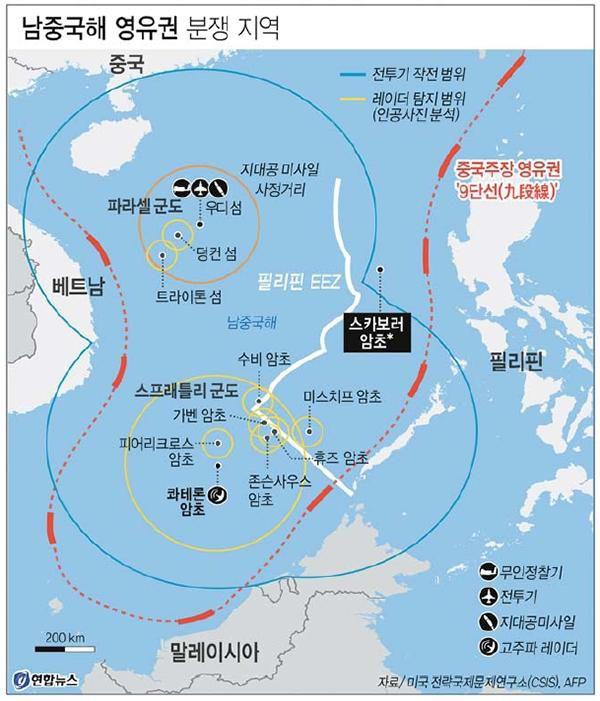 남중국해 영유권 분쟁 지역
중국
전투기 작전 범위
레이더 탐지 범위
(인공사진 분석)
지대공 미사일
사정거리
중국주장 영유권
'9단선(九段線)'
파라셀 군도
우디 섬
덩컨 섬
트라이톤 섬
베트남
필리핀 EEZ
남중국해
스카보러
암초*
필리핀
수비 암초
스프래틀리 군도
가벤 암초
미스치프 암초
피어리크로스
암초
휴즈 암초
존슨사우스
암초
콰테론
암초
무인정찰기
전투기
지대공미사일
고주파 레이더
200 km
말레이시아
연합뉴스
자료/ 미국 전략국제문제연구소(CSIS), AFP